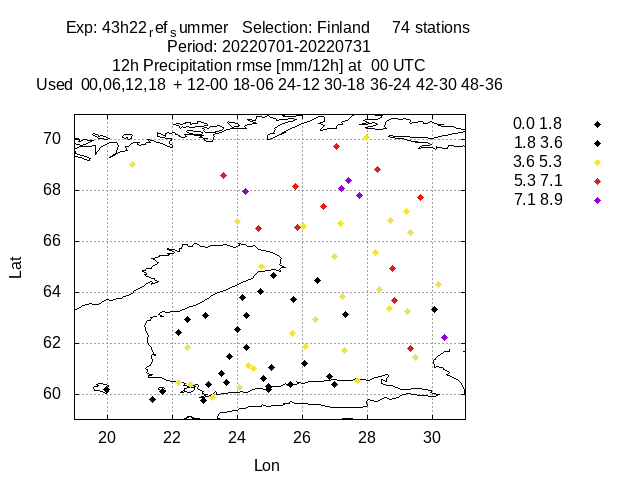 Exp: 43h22refsummer Selection: Finland 74 stations
Period: 20220701-20220731
12h Precipitation rmse [mm/12h] at 00 UTC
Used 00,06,12,18 + 12-00 18-06 24-12 30-18 36-24 42-30 48-36
0.0 1.8
1.8 3.6
3.6 5.3
5.3 7.1
7.1 8.9
Lat
70
68
66
64
62
60
20 22 24 26 28 30
Lon